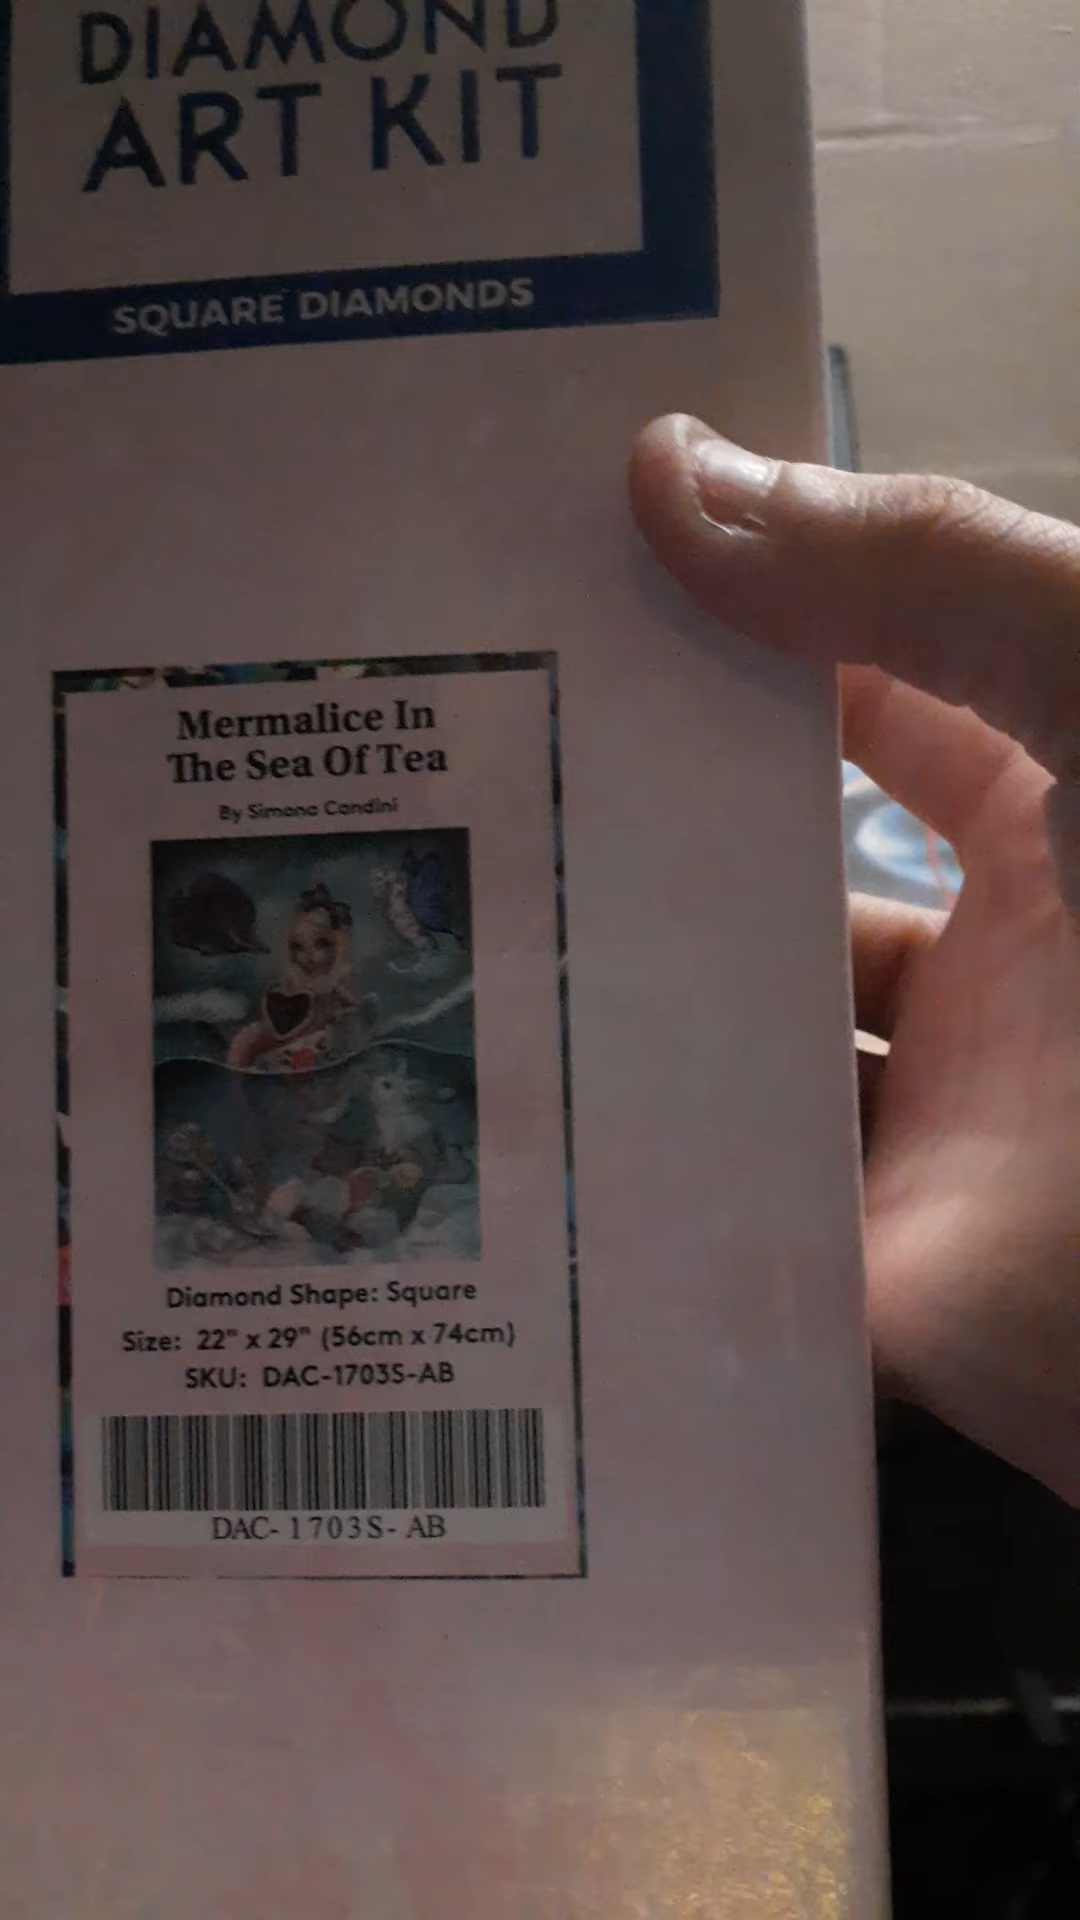 DIAMOND
ART KIT
SQUARE DIAMONDS
Mermalice In
The Sea Of Tea
By Simona Candini
Diamond Shape: Square
Size: 22" x 29" (56cm x 74cm)
SKU: DAC-1703S-AB
DAC- 1703S- AB